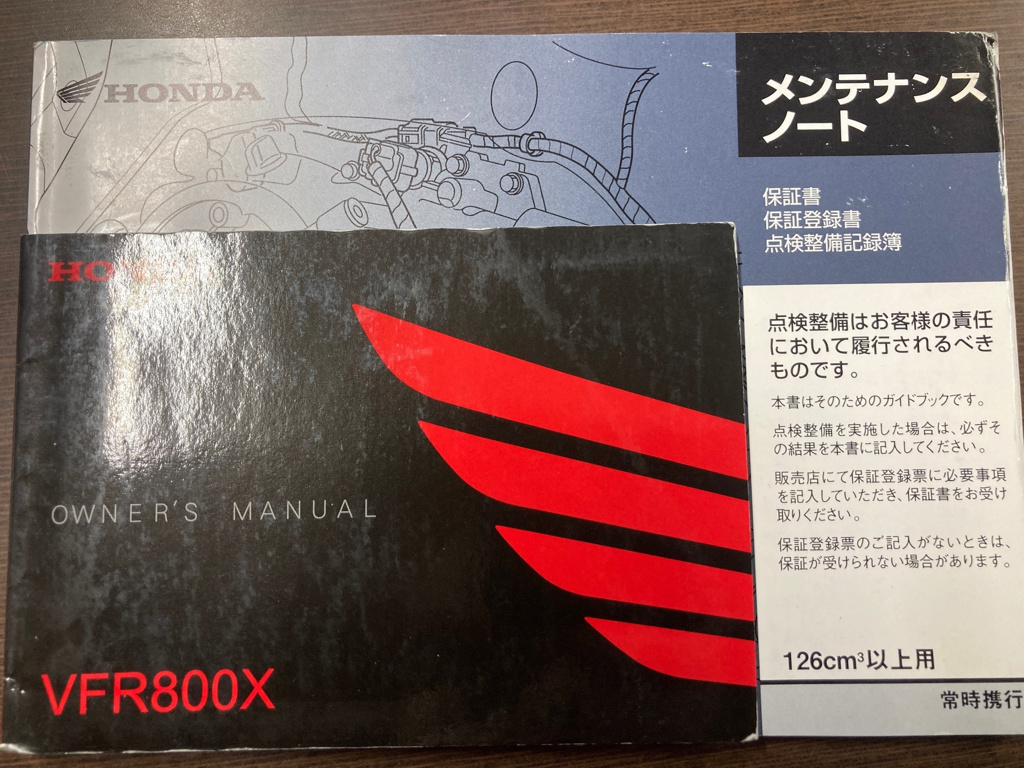 HONDA
メンテナンス
ノート
保証書
保証登録書
点検整備記録簿
点検整備はお客様の責任
において履行されるべき
ものです。
本書はそのためのガイドブックです。
点検整備を実施した場合は、必ずそ
の結果を本書に記入してください。
販売店にて保証登録票に必要事項
を記入していただき、保証書をお受け
取りください。
保証登録票のご記入がないときは、
保証が受けられない場合があります。
126cm³以上用
常時携行
HONDA
OWNER'S MANUAL
VFR800X